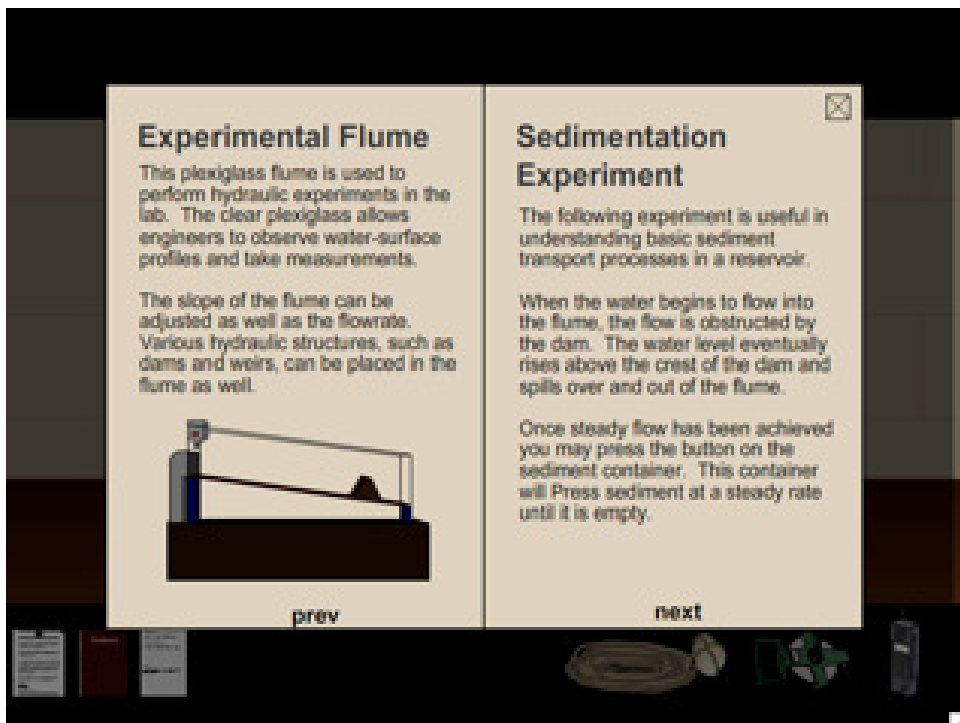 Experimental Flume
This plexiglass flume is used to
perform hydraulic experiments in the
lab. The clear plexiglass allows
engineers to observe water-surface
profiles and take measurements.
The slope of the flume can be
adjusted as well as the flowrate.
Various hydraulic structures, such as
dams and weirs, can be placed in the
flume as well.
prev
Sedimentation
Experiment
The following experiment is useful in
understanding basic sediment
transport processes in a reservoir.
When the water begins to flow into
the flume, the flow is obstructed by
the dam. The water level eventually
rises above the crest of the dam and
spills over and out of the flume.
Once steady flow has been achieved
you may press the button on the
sediment container. This container
will Press sediment at a steady rate
until it is empty.
next